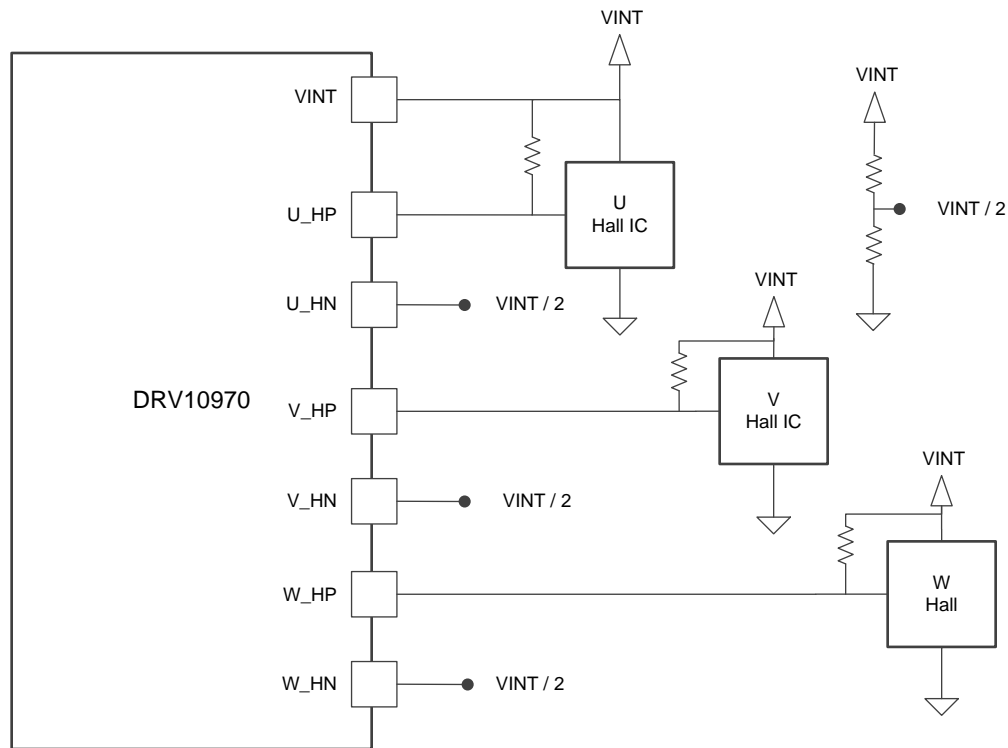 VINT
VINT
VINT
U_HP
U
Hall IC
VINT / 2
U_HN
VINT / 2
VINT
DRV10970
V_HP
V
Hall IC
VINT
V_HN
VINT / 2
W_HP
W
Hall
W_HN
VINT / 2